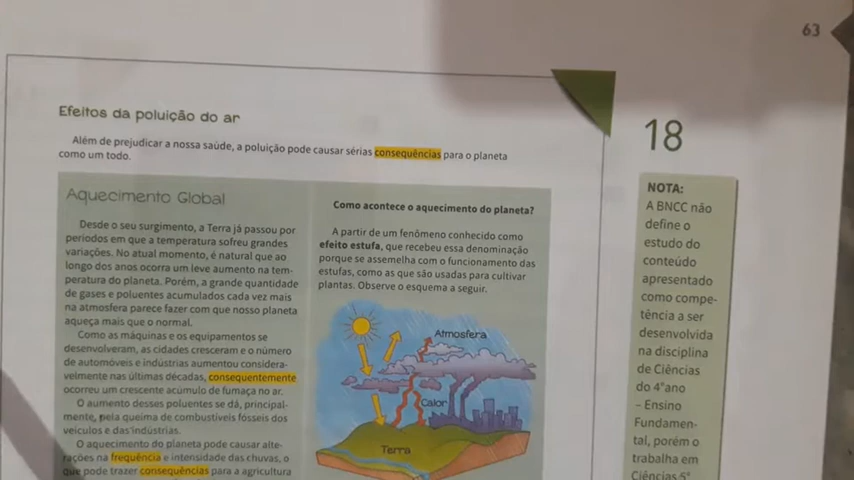 63
Efeitos da poluição do ar
Além de prejudicar a nossa saúde, a poluição pode causar sérias consequências para o planeta
como um todo.
Aquecimento Global
Desde o seu surgimento, a Terra já passou por
períodos em que a temperatura sofreu grandes
variações. No atual momento, é natural que ao
longo dos anos ocorra um leve aumento na tem-
peratura do planeta. Porém, a grande quantidade
de gases e poluentes acumulados cada vez mais
na atmosfera parece fazer com que nosso planeta
aqueça mais que o normal.
Como as máquinas e os equipamentos se
desenvolveram, as cidades cresceram e o número
de automóveis e indústrias aumentou considera-
velmente nas últimas décadas, consequentemente
ocorreu um crescente acúmulo de fumaça no ar.
O aumento desses poluentes se dá, principal-
mente, pela queima de combustíveis fósseis dos
veículos e das indústrias.
O aquecimento do planeta pode causar alte-
rações na frequência e intensidade das chuvas, o
que pode trazer consequências para a agricultura
Como acontece o aquecimento do planeta?
A partir de um fenômeno conhecido como
efeito estufa, que recebeu essa denominação
porque se assemelha com o funcionamento das
estufas, como as que são usadas para cultivar
plantas. Observe o esquema a seguir.
Atmosfera
Calor
Terra
18
NOTA:
A BNCC não
define o
estudo do
conteúdo
apresentado
como compe-
tência a ser
desenvolvida
na disciplina
de Ciências
do 4º ano
– Ensino
Fundamen-
tal, porém o
trabalha em
Ciências 5º